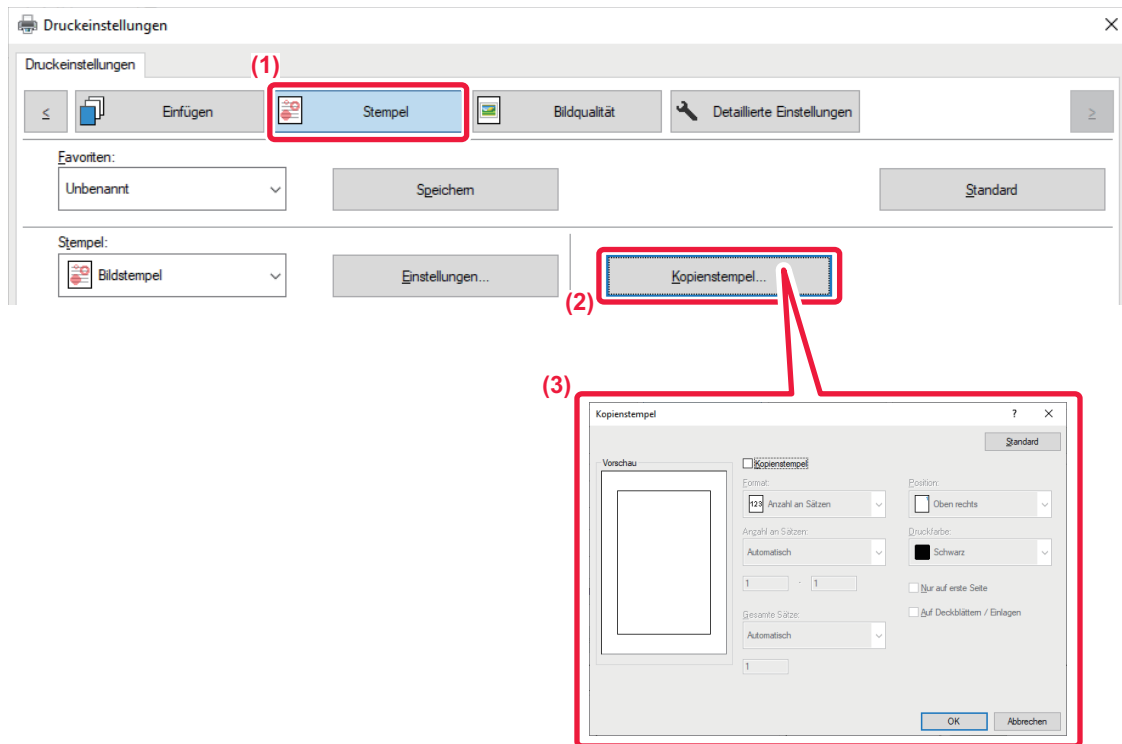 Druckeinstellungen
Druckeinstellungen
(1)
< Einfügen Stempel Bildqualität Detaillierte Einstellungen >
Favoriten:
Unbenannt Speichern Standard
Stempel:
Bildstempel Einstellungen... Kopienstempel...
(2)
(3)
Kopienstempel ?
Standard
Vorschau
Kopienstempel
Format: Position:
123 Anzahl an Sätzen 1 Oben rechts
Anzahl an Sätzen: Druckfarbe:
Automatisch Schwarz
1 - 1 Nur auf erste Seite
Gesamte Sätze: Auf Deckblättern / Einlagen
Automatisch
1
OK Abbrechen